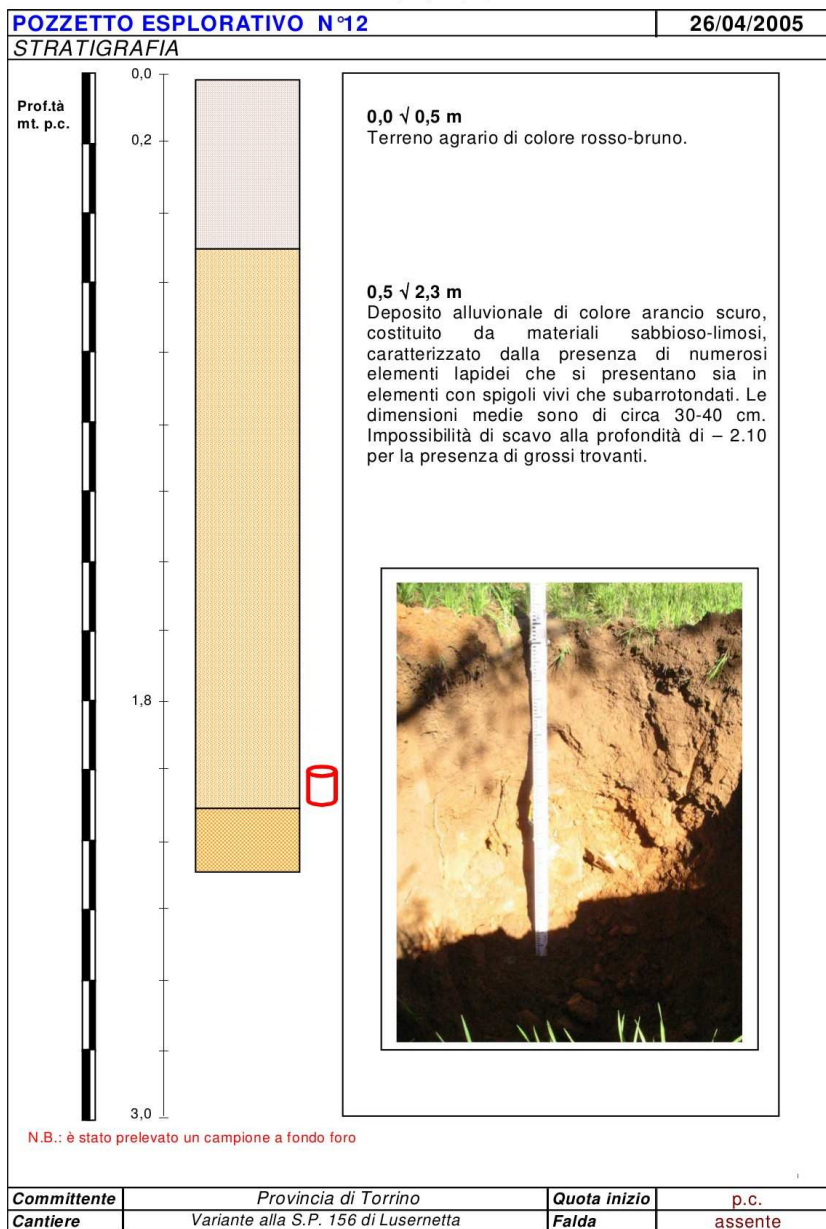 POZZETTO ESPLORATIVO N°12 26/04/2005
STRATIGRAFIA
Prof.tà
mt. p.c.
0,0
0,2
1,8
3,0
0,0 √ 0,5 m
Terreno agrario di colore rosso-bruno.
0,5 √ 2,3 m
Deposito alluvionale di colore arancio scuro,
costituito da materiali sabbioso-limosi,
caratterizzato dalla presenza di numerosi
elementi lapidei che si presentano sia in
elementi con spigoli vivi che subarrotondati. Le
dimensioni medie sono di circa 30-40 cm.
Impossibilità di scavo alla profondità di – 2.10
per la presenza di grossi trovanti.
N.B.: è stato prelevato un campione a fondo foro
Committente Provincia di Torrino Quota inizio p.c.
Cantiere Variante alla S.P. 156 di Lusernetta Falda assente